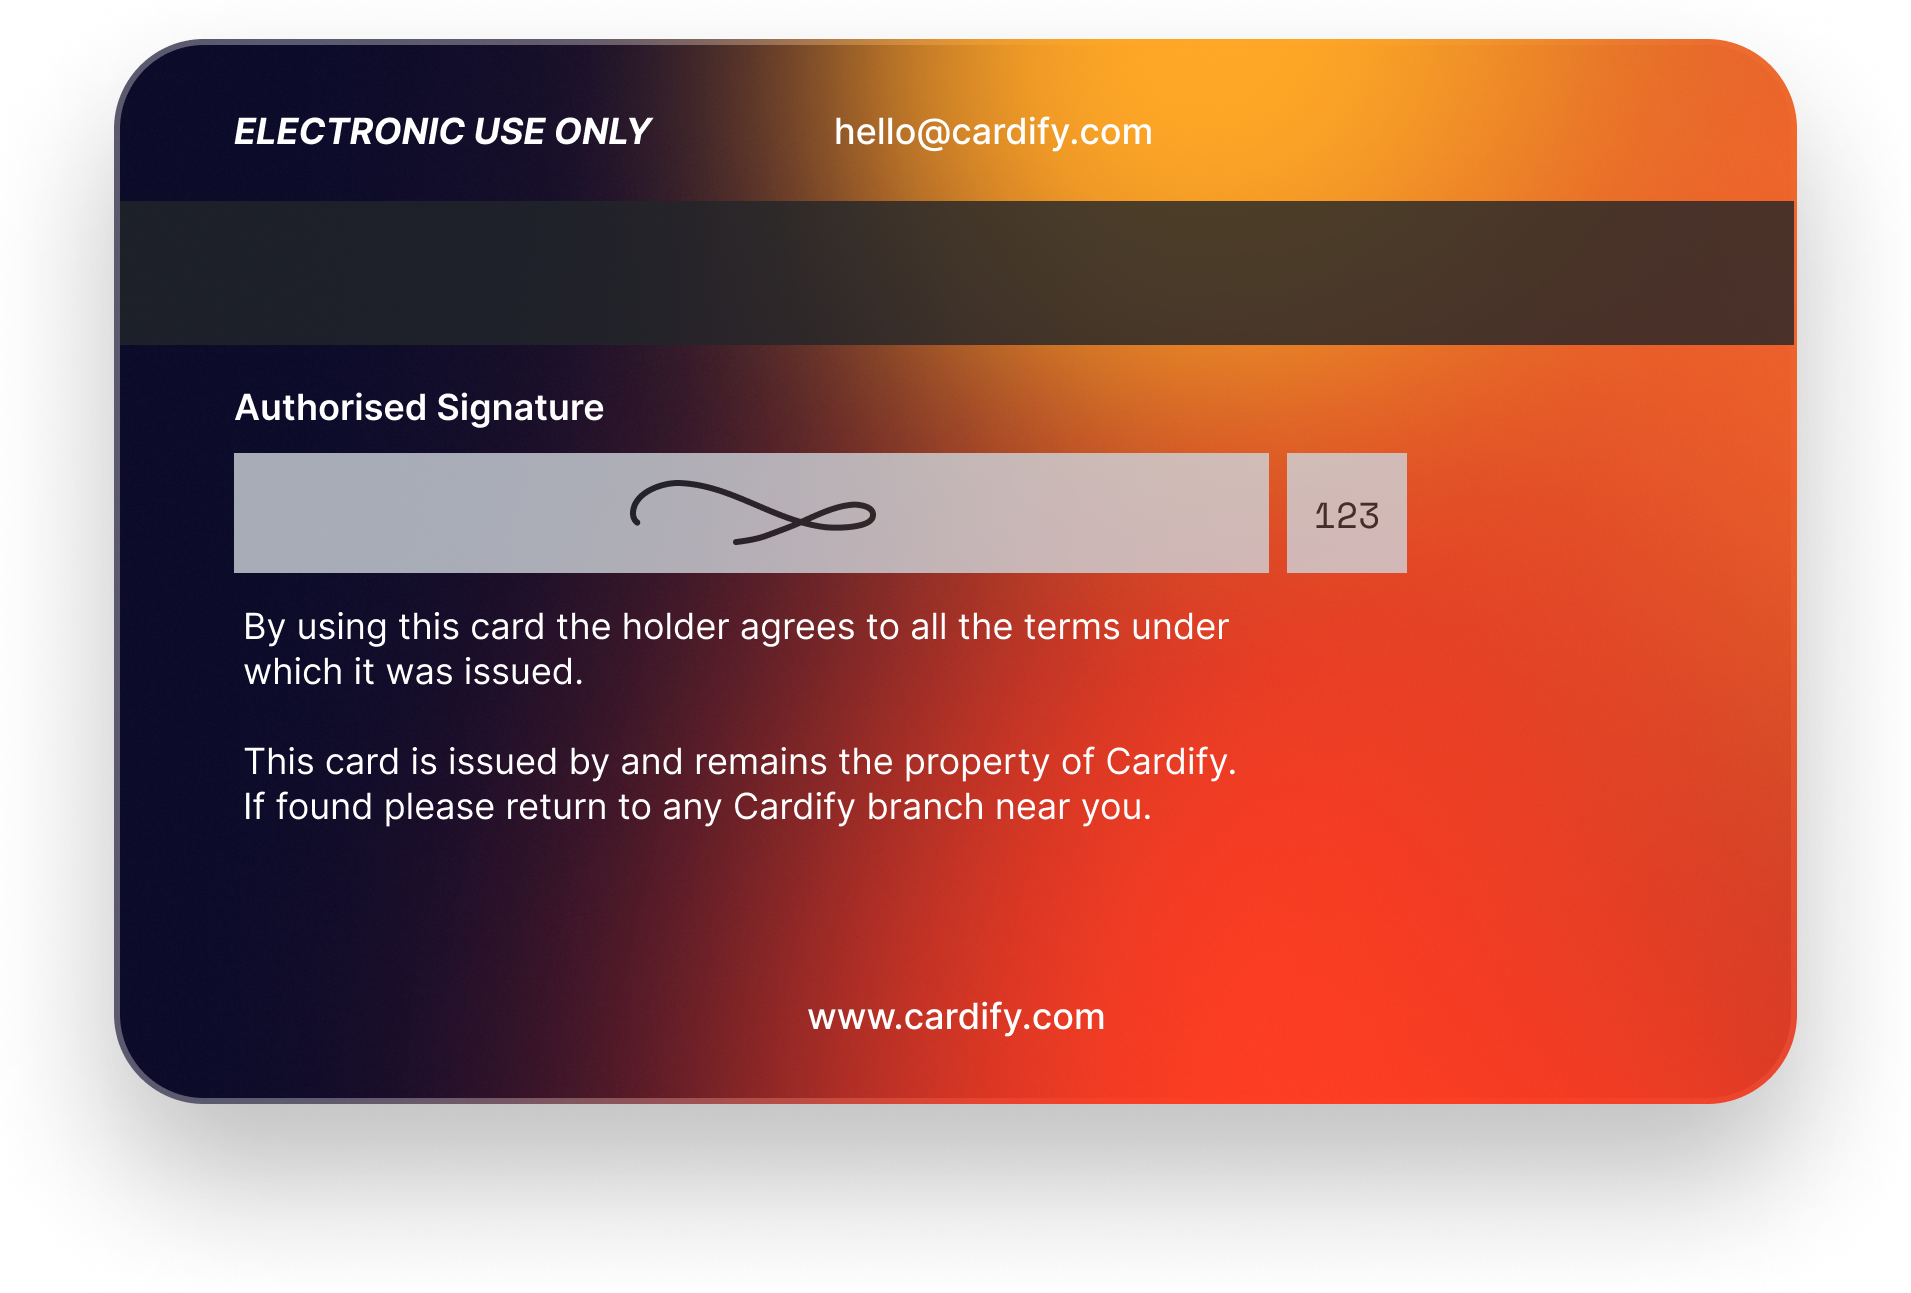 ELECTRONIC USE ONLY
hello@cardify.com
Authorised Signature
123
By using this card the holder agrees to all the terms under
which it was issued.
This card is issued by and remains the property of Cardify.
If found please return to any Cardify branch near you.
www.cardify.com